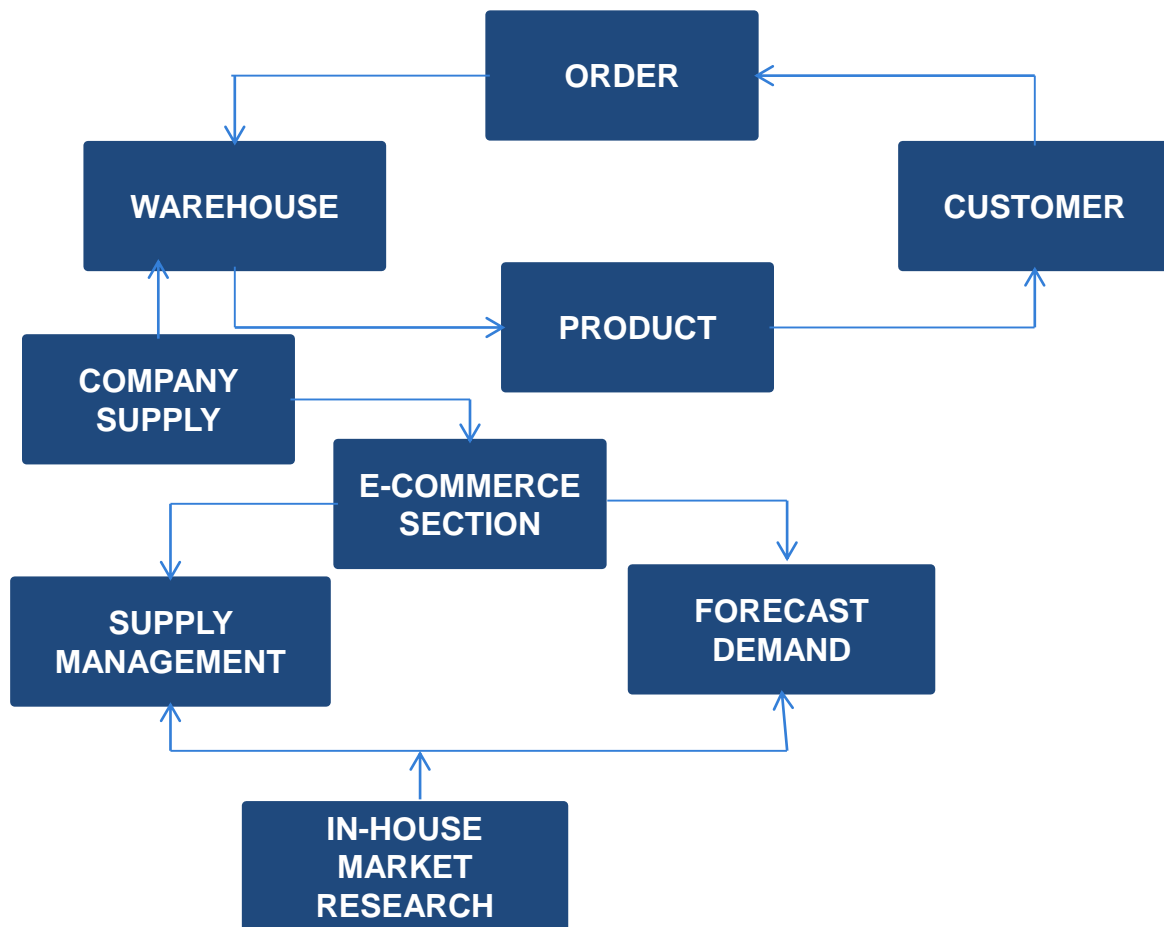 ORDER
WAREHOUSE
CUSTOMER
PRODUCT
COMPANY
SUPPLY
E-COMMERCE
SECTION
SUPPLY
MANAGEMENT
FORECAST
DEMAND
IN-HOUSE
MARKET
RESEARCH